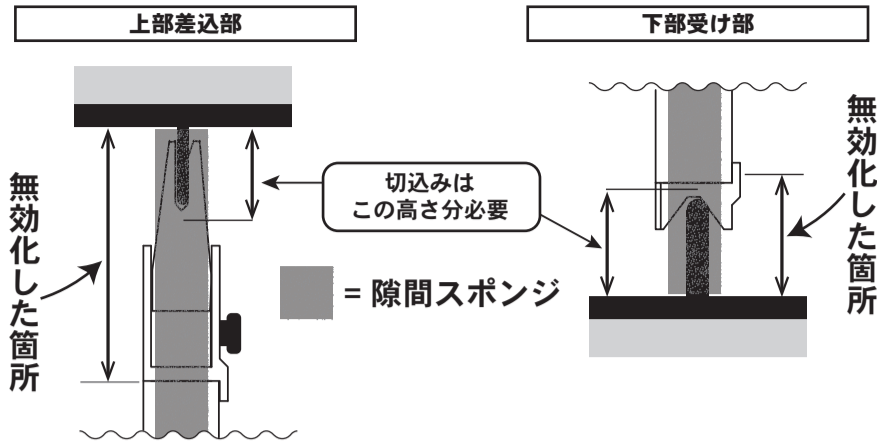 上部差込部
下部受け部
無効化した箇所
切込みは
この高さ分必要
無効化した箇所
= 隙間スポンジ